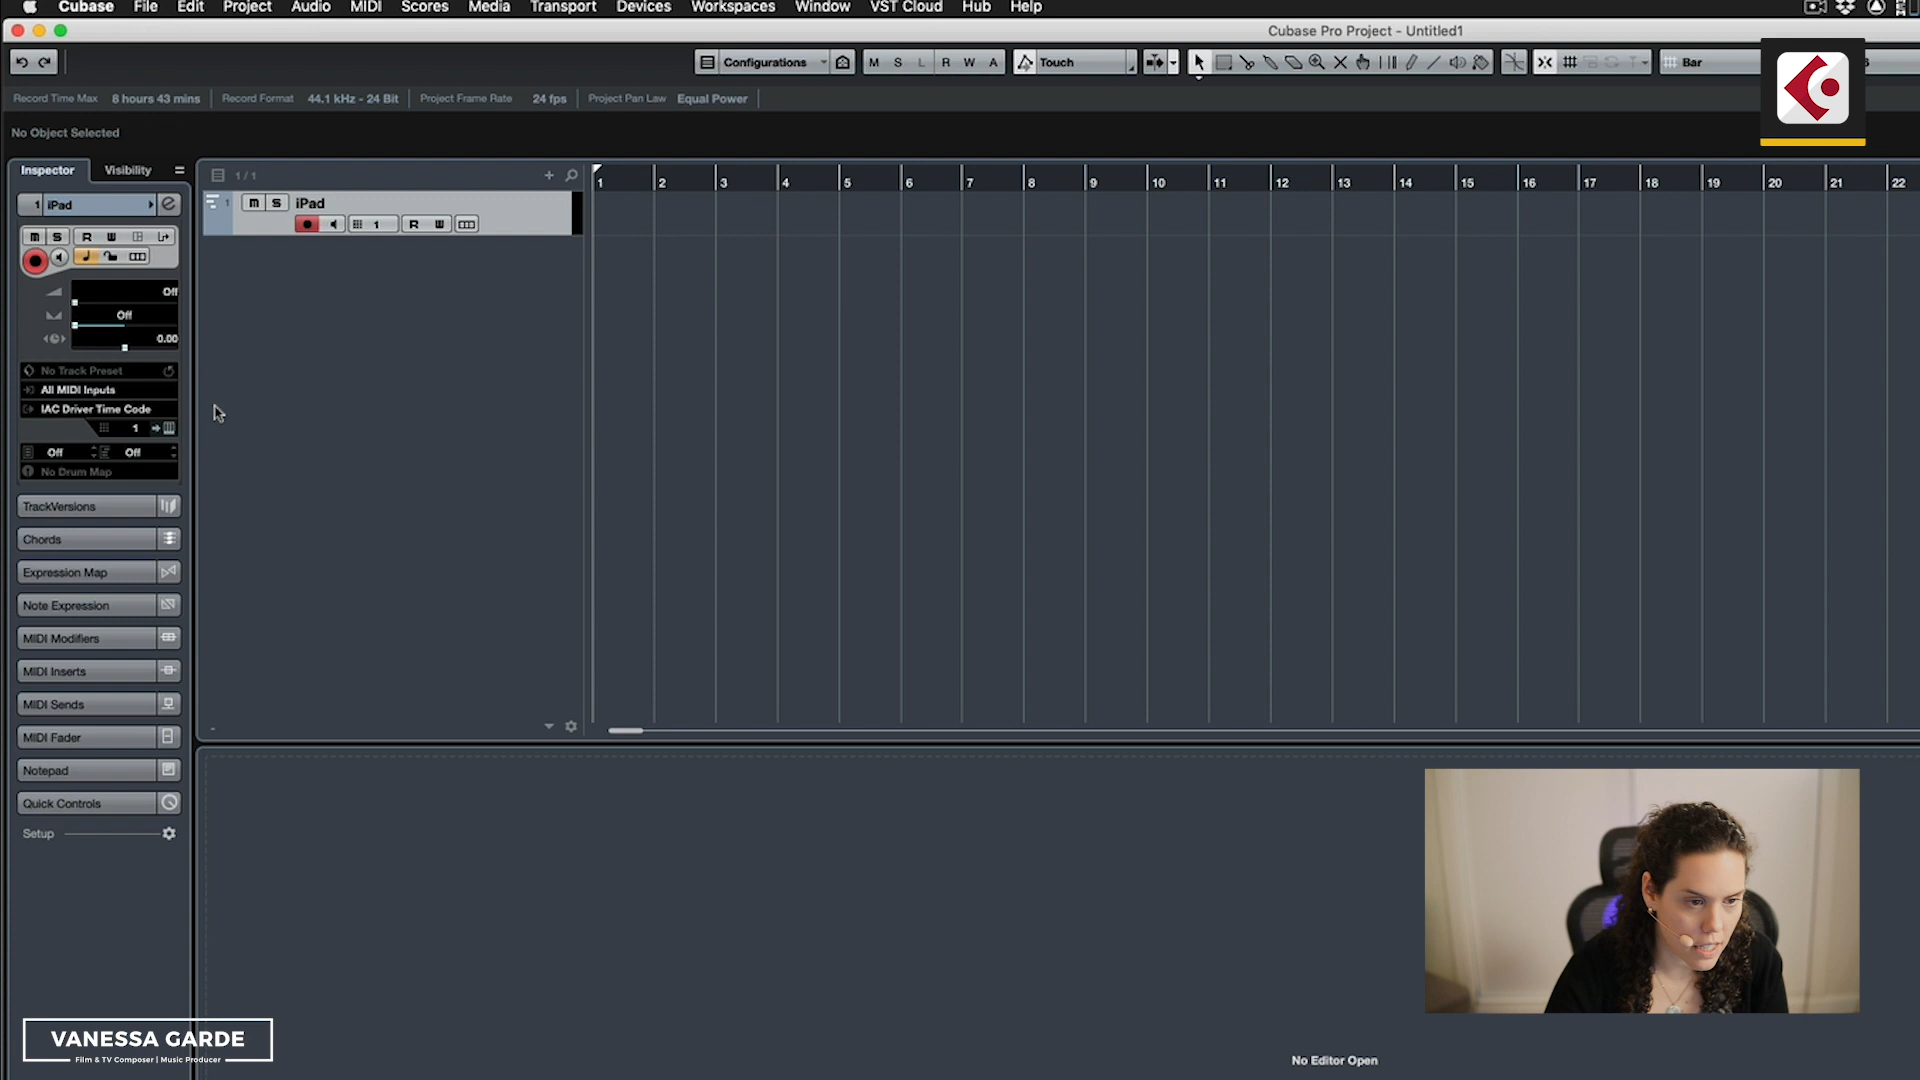 Cubase File Edit Project Audio MIDI Scores Media Transport Devices Workspaces Window VST Cloud Hub Help
Cubase Pro Project - Untitled1
Configurations M S L R W A Touch Bar
Record Time Max 8 hours 43 mins Record Format 44.1 kHz - 24 Bit Project Frame Rate 24 fps Project Pan Law Equal Power
No Object Selected
Inspector Visibility 1 / 1 + 1 2 3 4 5 6 7 8 9 10 11 12 13 14 15 16 17 18 19 20 21 22
1 iPad
1 m S iPad
1 R W
m S R W
Off
Off
0.00
No Track Preset
All MIDI Inputs
IAC Driver Time Code
1
Off Off
No Drum Map
TrackVersions
Chords
Expression Map
Note Expression
MIDI Modifiers
MIDI Inserts
MIDI Sends
MIDI Fader
Notepad
Quick Controls
Setup
VANESSA GARDE
Film & TV Composer | Music Producer
No Editor Open